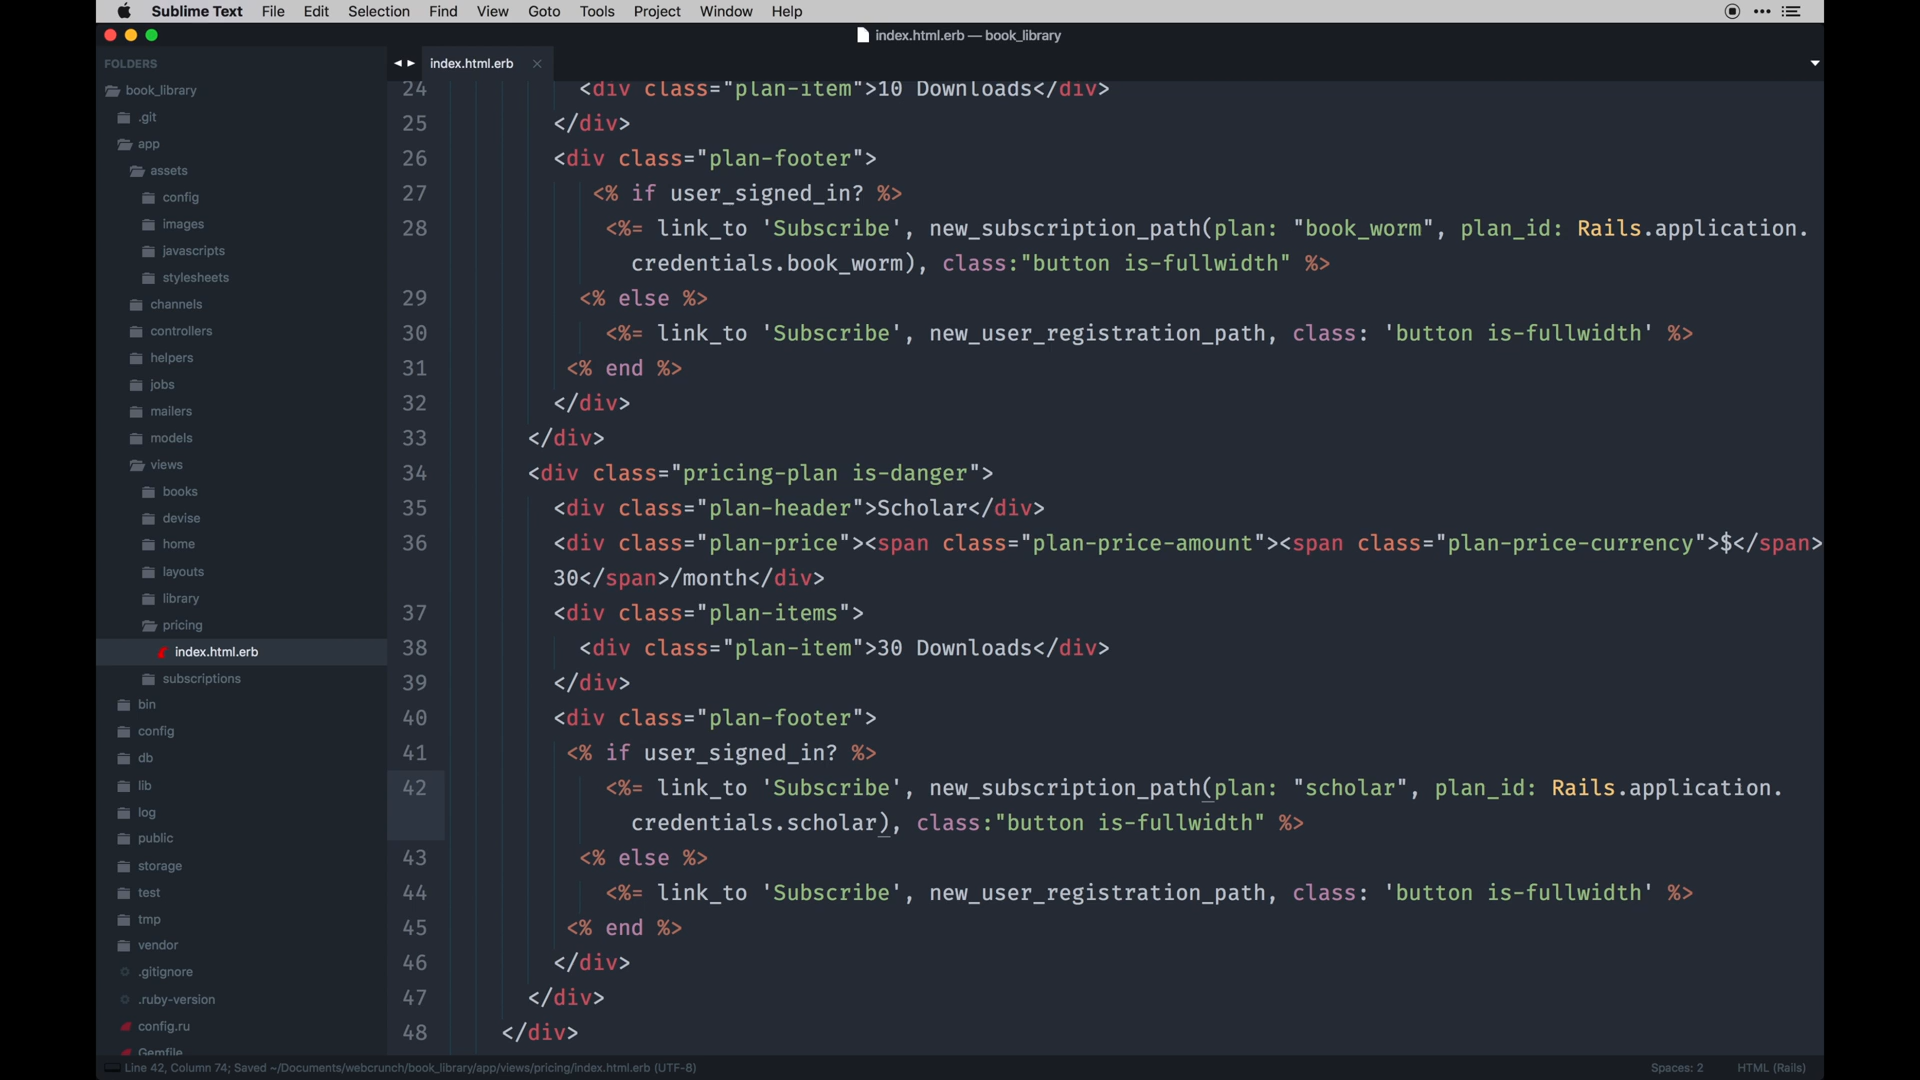 Sublime Text File Edit Selection Find View Goto Tools Project Window Help
index.html.erb — book_library
FOLDERS
book_library
.git
app
assets
config
images
javascripts
stylesheets
channels
controllers
helpers
jobs
mailers
models
views
books
devise
home
layouts
library
pricing
index.html.erb
subscriptions
bin
config
db
lib
log
public
storage
test
tmp
vendor
.gitignore
.ruby-version
config.ru
Gemfile
index.html.erb
24 <div class="plan-item">10 Downloads</div>
25 </div>
26 <div class="plan-footer">
27 <% if user_signed_in? %>
28 <%= link_to 'Subscribe', new_subscription_path(plan: "book_worm", plan_id: Rails.application.
credentials.book_worm), class:"button is-fullwidth" %>
29 <% else %>
30 <%= link_to 'Subscribe', new_user_registration_path, class: 'button is-fullwidth' %>
31 <% end %>
32 </div>
33 </div>
34 <div class="pricing-plan is-danger">
35 <div class="plan-header">Scholar</div>
36 <div class="plan-price"><span class="plan-price-amount"><span class="plan-price-currency">$</span>
30</span>/month</div>
37 <div class="plan-items">
38 <div class="plan-item">30 Downloads</div>
39 </div>
40 <div class="plan-footer">
41 <% if user_signed_in? %>
42 <%= link_to 'Subscribe', new_subscription_path(plan: "scholar", plan_id: Rails.application.
credentials.scholar), class:"button is-fullwidth" %>
43 <% else %>
44 <%= link_to 'Subscribe', new_user_registration_path, class: 'button is-fullwidth' %>
45 <% end %>
46 </div>
47 </div>
48 </div>
Line 42, Column 74; Saved ~/Documents/webcrunch/book_library/app/views/pricing/index.html.erb (UTF-8)
Spaces: 2 HTML (Rails)